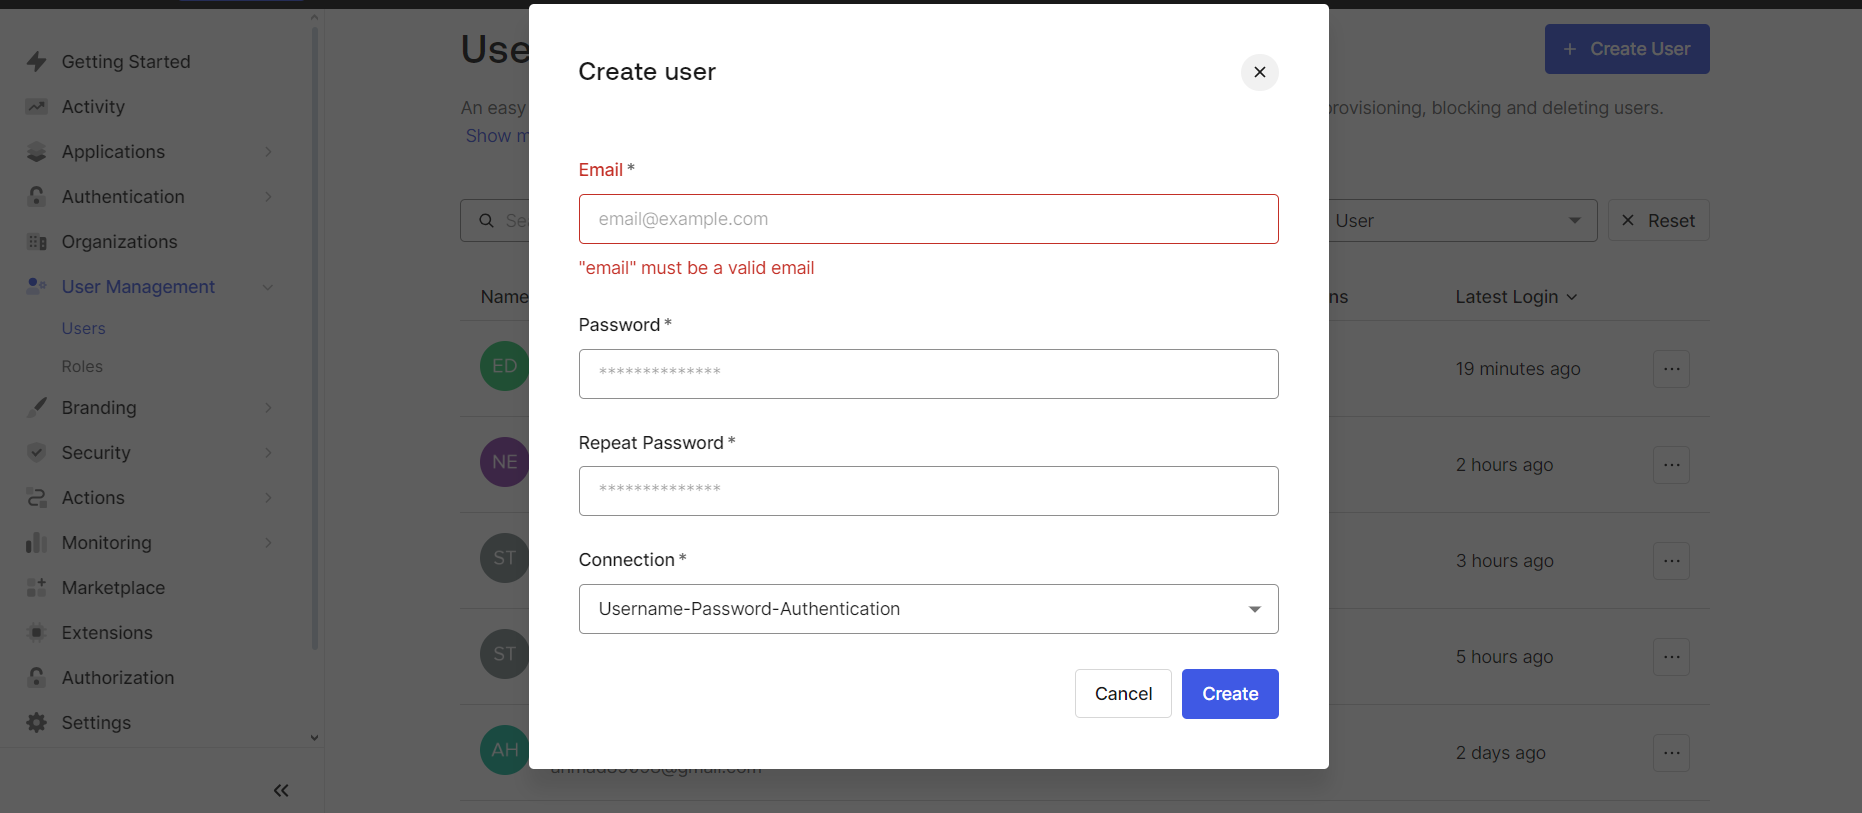 Getting Started
Activity
Applications
Authentication
Organizations
User Management
Users
Roles
Branding
Security
Actions
Monitoring
Marketplace
Extensions
Authorization
Settings
Use
+ Create User
An easy
rovisioning, blocking and deleting users.
Show m
Se
User
Reset
Name
ns
Latest Login
ED
19 minutes ago
NE
2 hours ago
ST
3 hours ago
ST
5 hours ago
AH
2 days ago
Create user
Email *
email@example.com
"email" must be a valid email
Password *
**************
Repeat Password *
**************
Connection *
Username-Password-Authentication
Cancel
Create